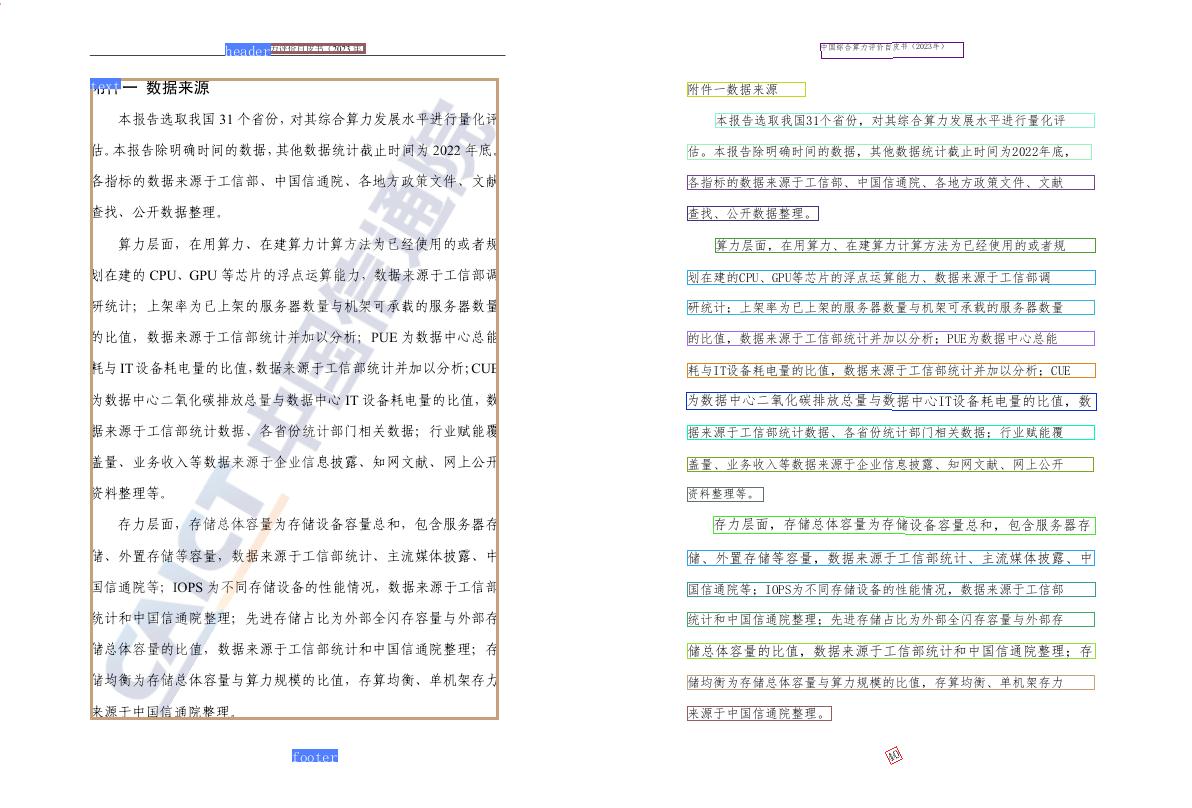 header 力评价白皮书（2023年）
text 附件一 数据来源
本报告选取我国 31 个省份，对其综合算力发展水平进行量化评
估。本报告除明确时间的数据，其他数据统计截止时间为 2022 年底，
各指标的数据来源于工信部、中国信通院、各地方政策文件、文献
查找、公开数据整理。
算力层面，在用算力、在建算力计算方法为已经使用的或者规
划在建的 CPU、GPU 等芯片的浮点运算能力，数据来源于工信部调
研统计；上架率为已上架的服务器数量与机架可承载的服务器数量
的比值，数据来源于工信部统计并加以分析；PUE 为数据中心总能
耗与 IT 设备耗电量的比值，数据来源于工信部统计并加以分析；CUE
为数据中心二氧化碳排放总量与数据中心 IT 设备耗电量的比值，数
据来源于工信部统计数据、各省份统计部门相关数据；行业赋能覆
盖量、业务收入等数据来源于企业信息披露、知网文献、网上公开
资料整理等。
存力层面，存储总体容量为存储设备容量总和，包含服务器存
储、外置存储等容量，数据来源于工信部统计、主流媒体披露、中
国信通院等；IOPS 为不同存储设备的性能情况，数据来源于工信部
统计和中国信通院整理；先进存储占比为外部全闪存容量与外部存
储总体容量的比值，数据来源于工信部统计和中国信通院整理；存
储均衡为存储总体容量与算力规模的比值，存算均衡、单机架存力
来源于中国信通院整理。
CAICT 中国信通院
footer
中国综合算力评价白皮书（2023年）
附件一数据来源
本报告选取我国31个省份，对其综合算力发展水平进行量化评
估。本报告除明确时间的数据，其他数据统计截止时间为2022年底，
各指标的数据来源于工信部、中国信通院、各地方政策文件、文献
查找、公开数据整理。
算力层面，在用算力、在建算力计算方法为已经使用的或者规
划在建的CPU、GPU等芯片的浮点运算能力、数据来源于工信部调
研统计；上架率为已上架的服务器数量与机架可承载的服务器数量
的比值，数据来源于工信部统计并加以分析；PUE为数据中心总能
耗与IT设备耗电量的比值，数据来源于工信部统计并加以分析；CUE
为数据中心二氧化碳排放总量与数据中心IT设备耗电量的比值，数
据来源于工信部统计数据、各省份统计部门相关数据；行业赋能覆
盖量、业务收入等数据来源于企业信息披露、知网文献、网上公开
资料整理等。
存力层面，存储总体容量为存储设备容量总和，包含服务器存
储、外置存储等容量，数据来源于工信部统计、主流媒体披露、中
国信通院等；IOPS为不同存储设备的性能情况，数据来源于工信部
统计和中国信通院整理；先进存储占比为外部全闪存容量与外部存
储总体容量的比值，数据来源于工信部统计和中国信通院整理；存
储均衡为存储总体容量与算力规模的比值，存算均衡、单机架存力
来源于中国信通院整理。
40